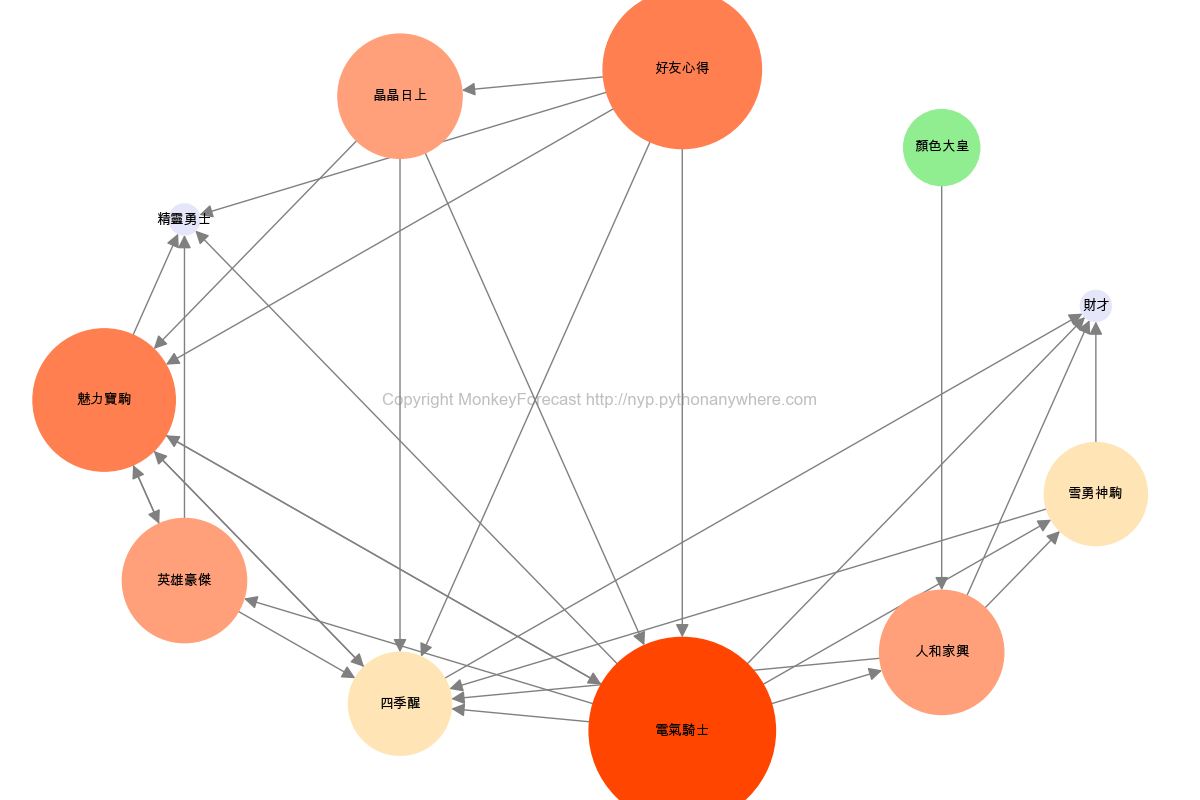 好友心得
晶晶日上
顏色大皇
精靈勇士
財才
魅力寶駒
Copyright MonkeyForecast http://nyp.pythonanywhere.com
雪勇神駒
英雄豪傑
人和家興
四季醒
電氣騎士